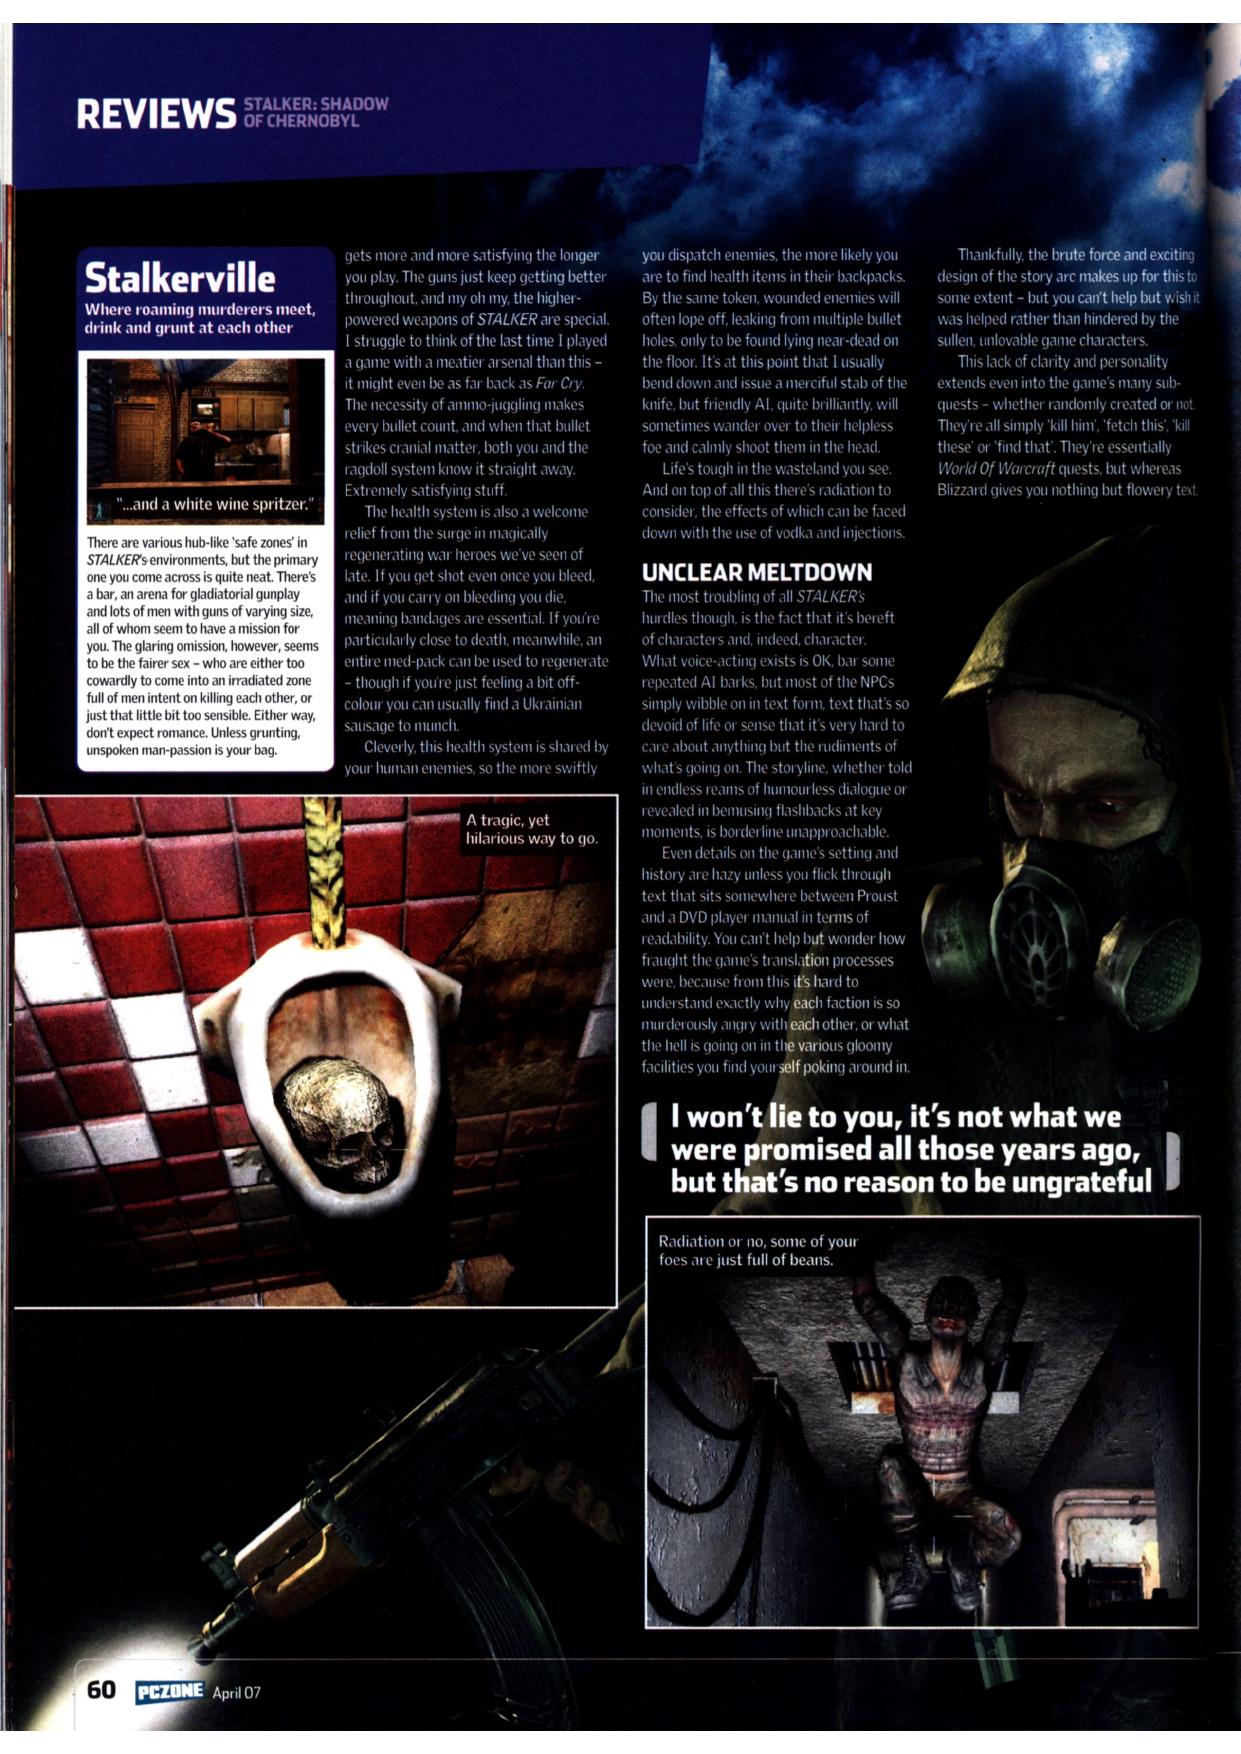 REVIEWS
STALKER: SHADOW
OF CHERNOBYL
Stalkerville
Where roaming murderers meet,
drink and grunt at each other
"...and a white wine spritzer."
There are various hub-like 'safe zones' in
STALKER's environments, but the primary
one you come across is quite neat. There's
a bar, an arena for gladiatorial gunplay
and lots of men with guns of varying size,
all of whom seem to have a mission for
you. The glaring omission, however, seems
to be the fairer sex – who are either too
cowardly to come into an irradiated zone
full of men intent on killing each other, or
just that little bit too sensible. Either way,
don't expect romance. Unless grunting,
unspoken man-passion is your bag.
gets more and more satisfying the longer
you play. The guns just keep getting better
throughout, and my oh my, the higher-
powered weapons of STALKER are special.
I struggle to think of the last time I played
a game with a meatier arsenal than this –
it might even be as far back as Far Cry.
The necessity of ammo-juggling makes
every bullet count, and when that bullet
strikes cranial matter, both you and the
ragdoll system know it straight away.
Extremely satisfying stuff.
The health system is also a welcome
relief from the surge in magically
regenerating war heroes we've seen of
late. If you get shot even once you bleed,
and if you carry on bleeding you die,
meaning bandages are essential. If you're
particularly close to death, meanwhile, an
entire med-pack can be used to regenerate
– though if you're just feeling a bit off-
colour you can usually find a Ukrainian
sausage to munch.
Cleverly, this health system is shared by
your human enemies, so the more swiftly
you dispatch enemies, the more likely you
are to find health items in their backpacks.
By the same token, wounded enemies will
often lope off, leaking from multiple bullet
holes, only to be found lying near-dead on
the floor. It's at this point that I usually
bend down and issue a merciful stab of the
knife, but friendly AI, quite brilliantly, will
sometimes wander over to their helpless
foe and calmly shoot them in the head.
Life's tough in the wasteland you see.
And on top of all this there's radiation to
consider, the effects of which can be faced
down with the use of vodka and injections.
UNCLEAR MELTDOWN
The most troubling of all STALKER's
hurdles though, is the fact that it's bereft
of characters and, indeed, character.
What voice-acting exists is OK, bar some
repeated AI barks, but most of the NPCs
simply wibble on in text form, text that's so
devoid of life or sense that it's very hard to
care about anything but the rudiments of
what's going on. The storyline, whether told
in endless reams of humourless dialogue or
revealed in bemusing flashbacks at key
moments, is borderline unapproachable.
Even details on the game's setting and
history are hazy unless you flick through
text that sits somewhere between Proust
and a DVD player manual in terms of
readability. You can't help but wonder how
fraught the game's translation processes
were, because from this it's hard to
understand exactly why each faction is so
murderously angry with each other, or what
the hell is going on in the various gloomy
facilities you find yourself poking around in.
Thankfully, the brute force and exciting
design of the story arc makes up for this to
some extent – but you can't help but wish it
was helped rather than hindered by the
sullen, unlovable game characters.
This lack of clarity and personality
extends even into the game's many sub-
quests – whether randomly created or not.
They're all simply 'kill him', 'fetch this', 'kill
these' or 'find that'. They're essentially
World Of Warcraft quests, but whereas
Blizzard gives you nothing but flowery text
A tragic, yet
hilarious way to go.
I won't lie to you, it's not what we
were promised all those years ago,
but that's no reason to be ungrateful
Radiation or no, some of your
foes are just full of beans.
60 PCZONE April 07